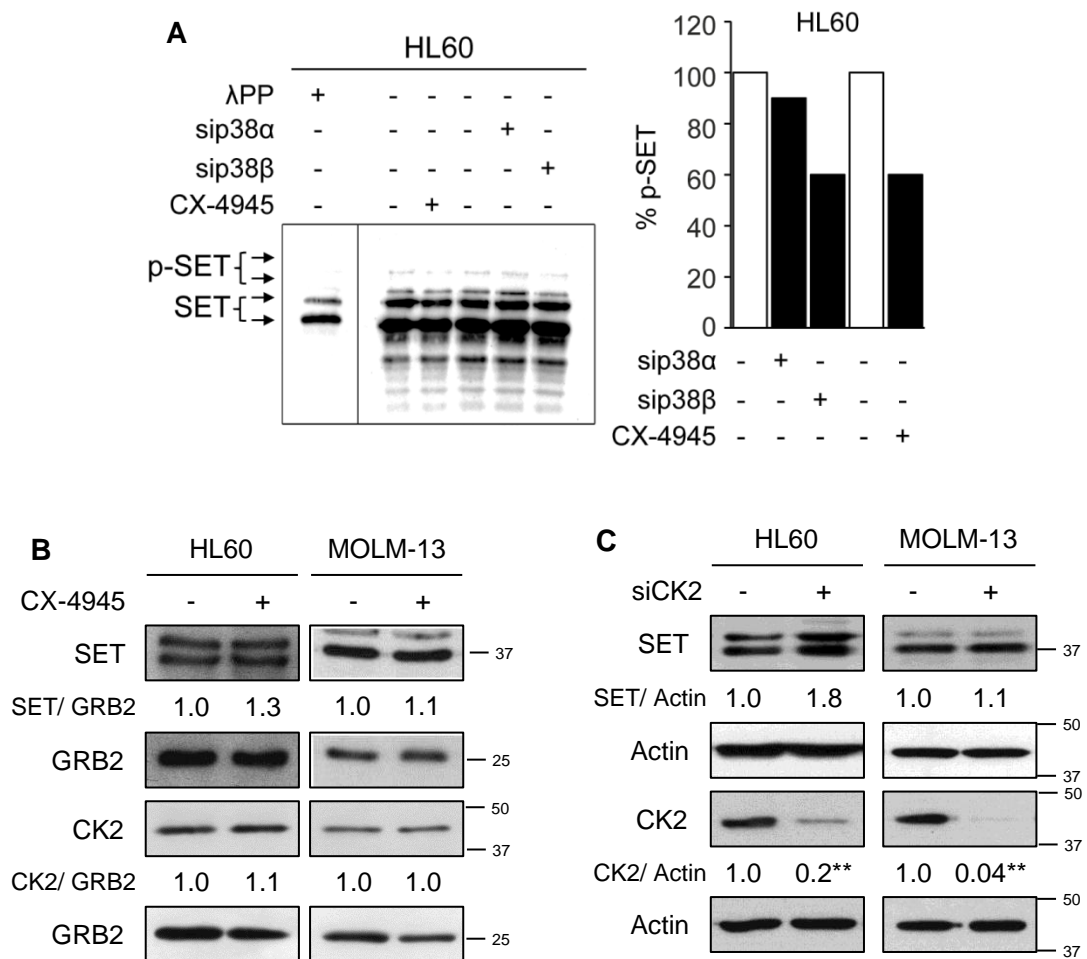 A
HL60
λPP + - - - - -
sip38α - - - - + -
sip38β - - - - - +
CX-4945 - - + - - -
p-SET
SET
HL60
% p-SET
100
80
60
40
20
0
sip38α - + - - -
sip38β - - + - -
CX-4945 - - - - +
B
HL60 MOLM-13
CX-4945 - + - +
SET 37
SET/ GRB2 1.0 1.3 1.0 1.1
GRB2 25
CK2 50
37
CK2/ GRB2 1.0 1.1 1.0 1.0
GRB2 25
C
HL60 MOLM-13
siCK2 - + - +
SET 37
SET/ Actin 1.0 1.8 1.0 1.1
50
Actin
37
50
CK2
37
CK2/ Actin 1.0 0.2** 1.0 0.04**
50
Actin
37